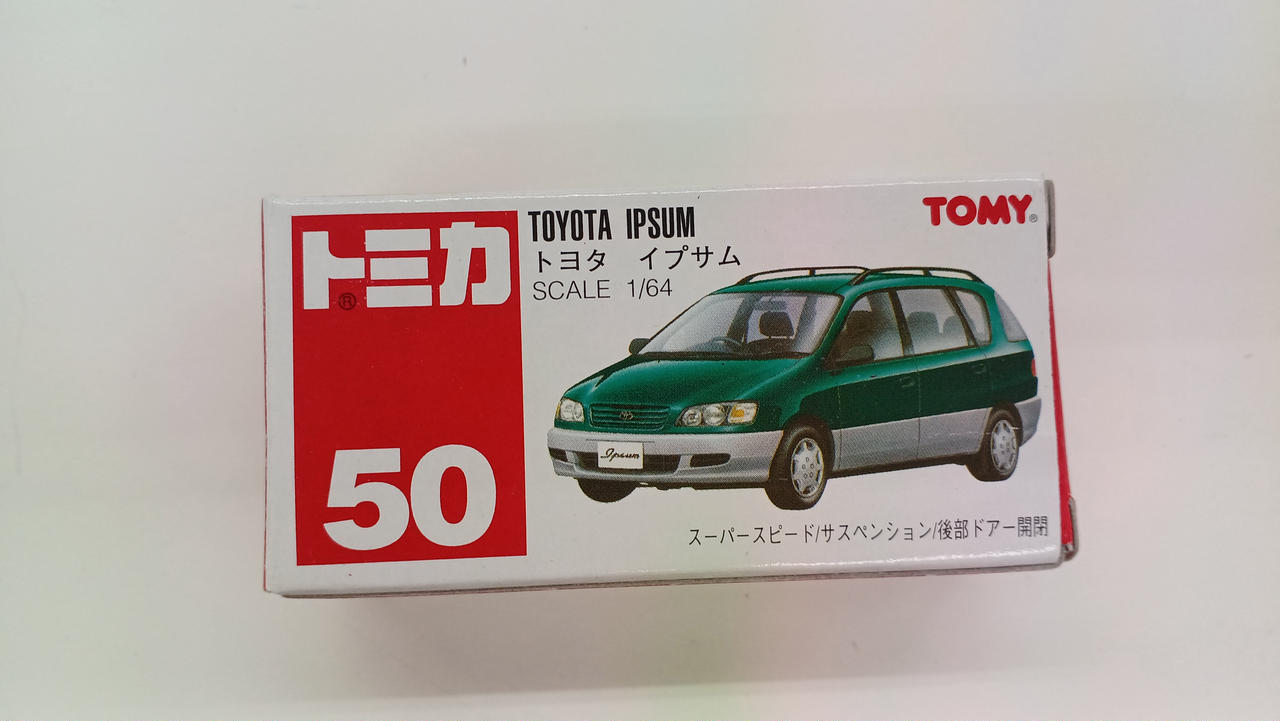 トミカ®
50
TOYOTA IPSUM
トヨタ イプサム
SCALE 1/64
TOMY®
Ipsum
スーパースピード/サスペンション/後部ドアー開閉